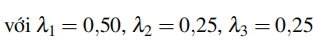 với λ₁ = 0,50, λ₂ = 0,25, λ₃ = 0,25